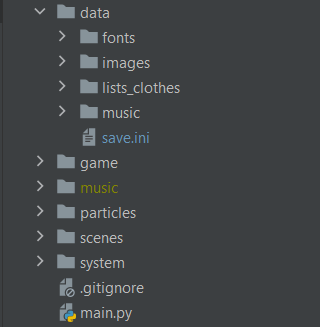 data
fonts
images
lists_clothes
music
save.ini
game
music
particles
scenes
system
.gitignore
main.py